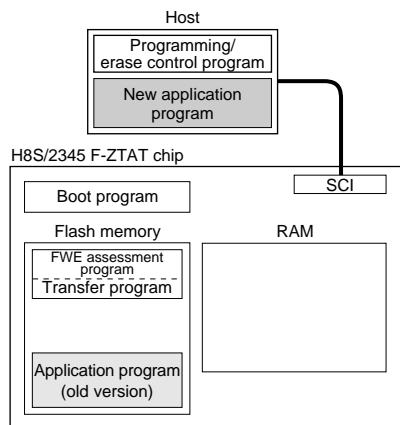 Host
Programming/
erase control program
New application
program
H8S/2345 F-ZTAT chip
SCI
Boot program
Flash memory
RAM
FWE assessment
program
Transfer program
Application program
(old version)